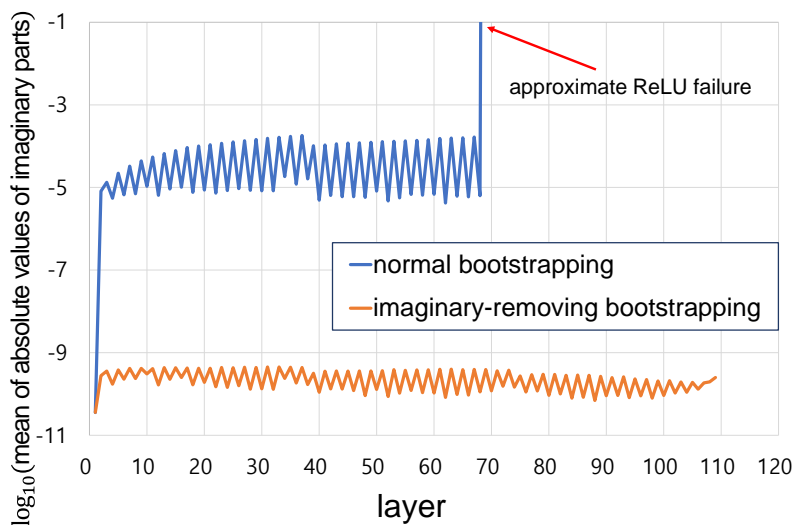 log₁₀(mean of absolute values of imaginary parts)
-1
-3
-5
-7
-9
-11
approximate ReLU failure
normal bootstrapping
imaginary-removing bootstrapping
0 10 20 30 40 50 60 70 80 90 100 110 120
layer